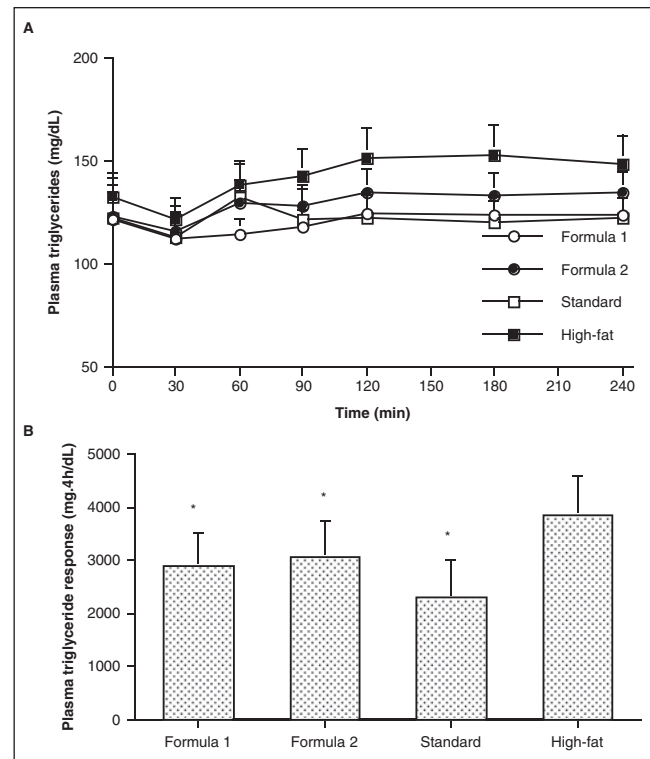 A
Plasma triglycerides (mg/dL)
200
150
100
50
0 30 60 90 120 150 180 210 240
Time (min)
Formula 1
Formula 2
Standard
High-fat
B
Plasma triglyceride response (mg.4h/dL)
5000
4000
3000
2000
1000
0
* * *
Formula 1 Formula 2 Standard High-fat